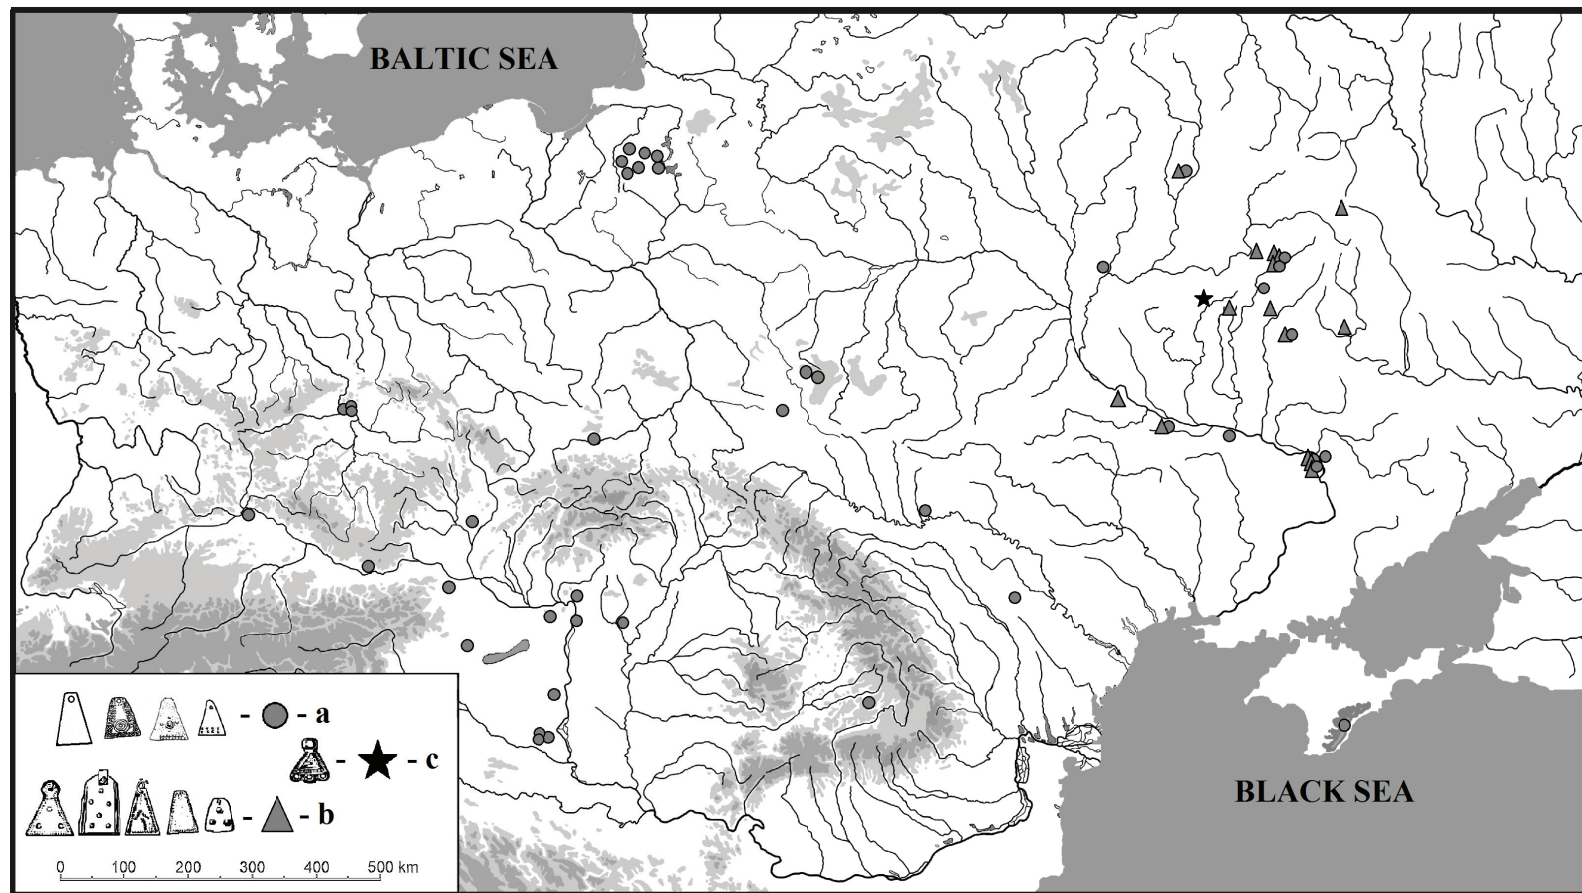 BALTIC SEA
- - a
- - c
- - b
0 100 200 300 400 500 km
BLACK SEA